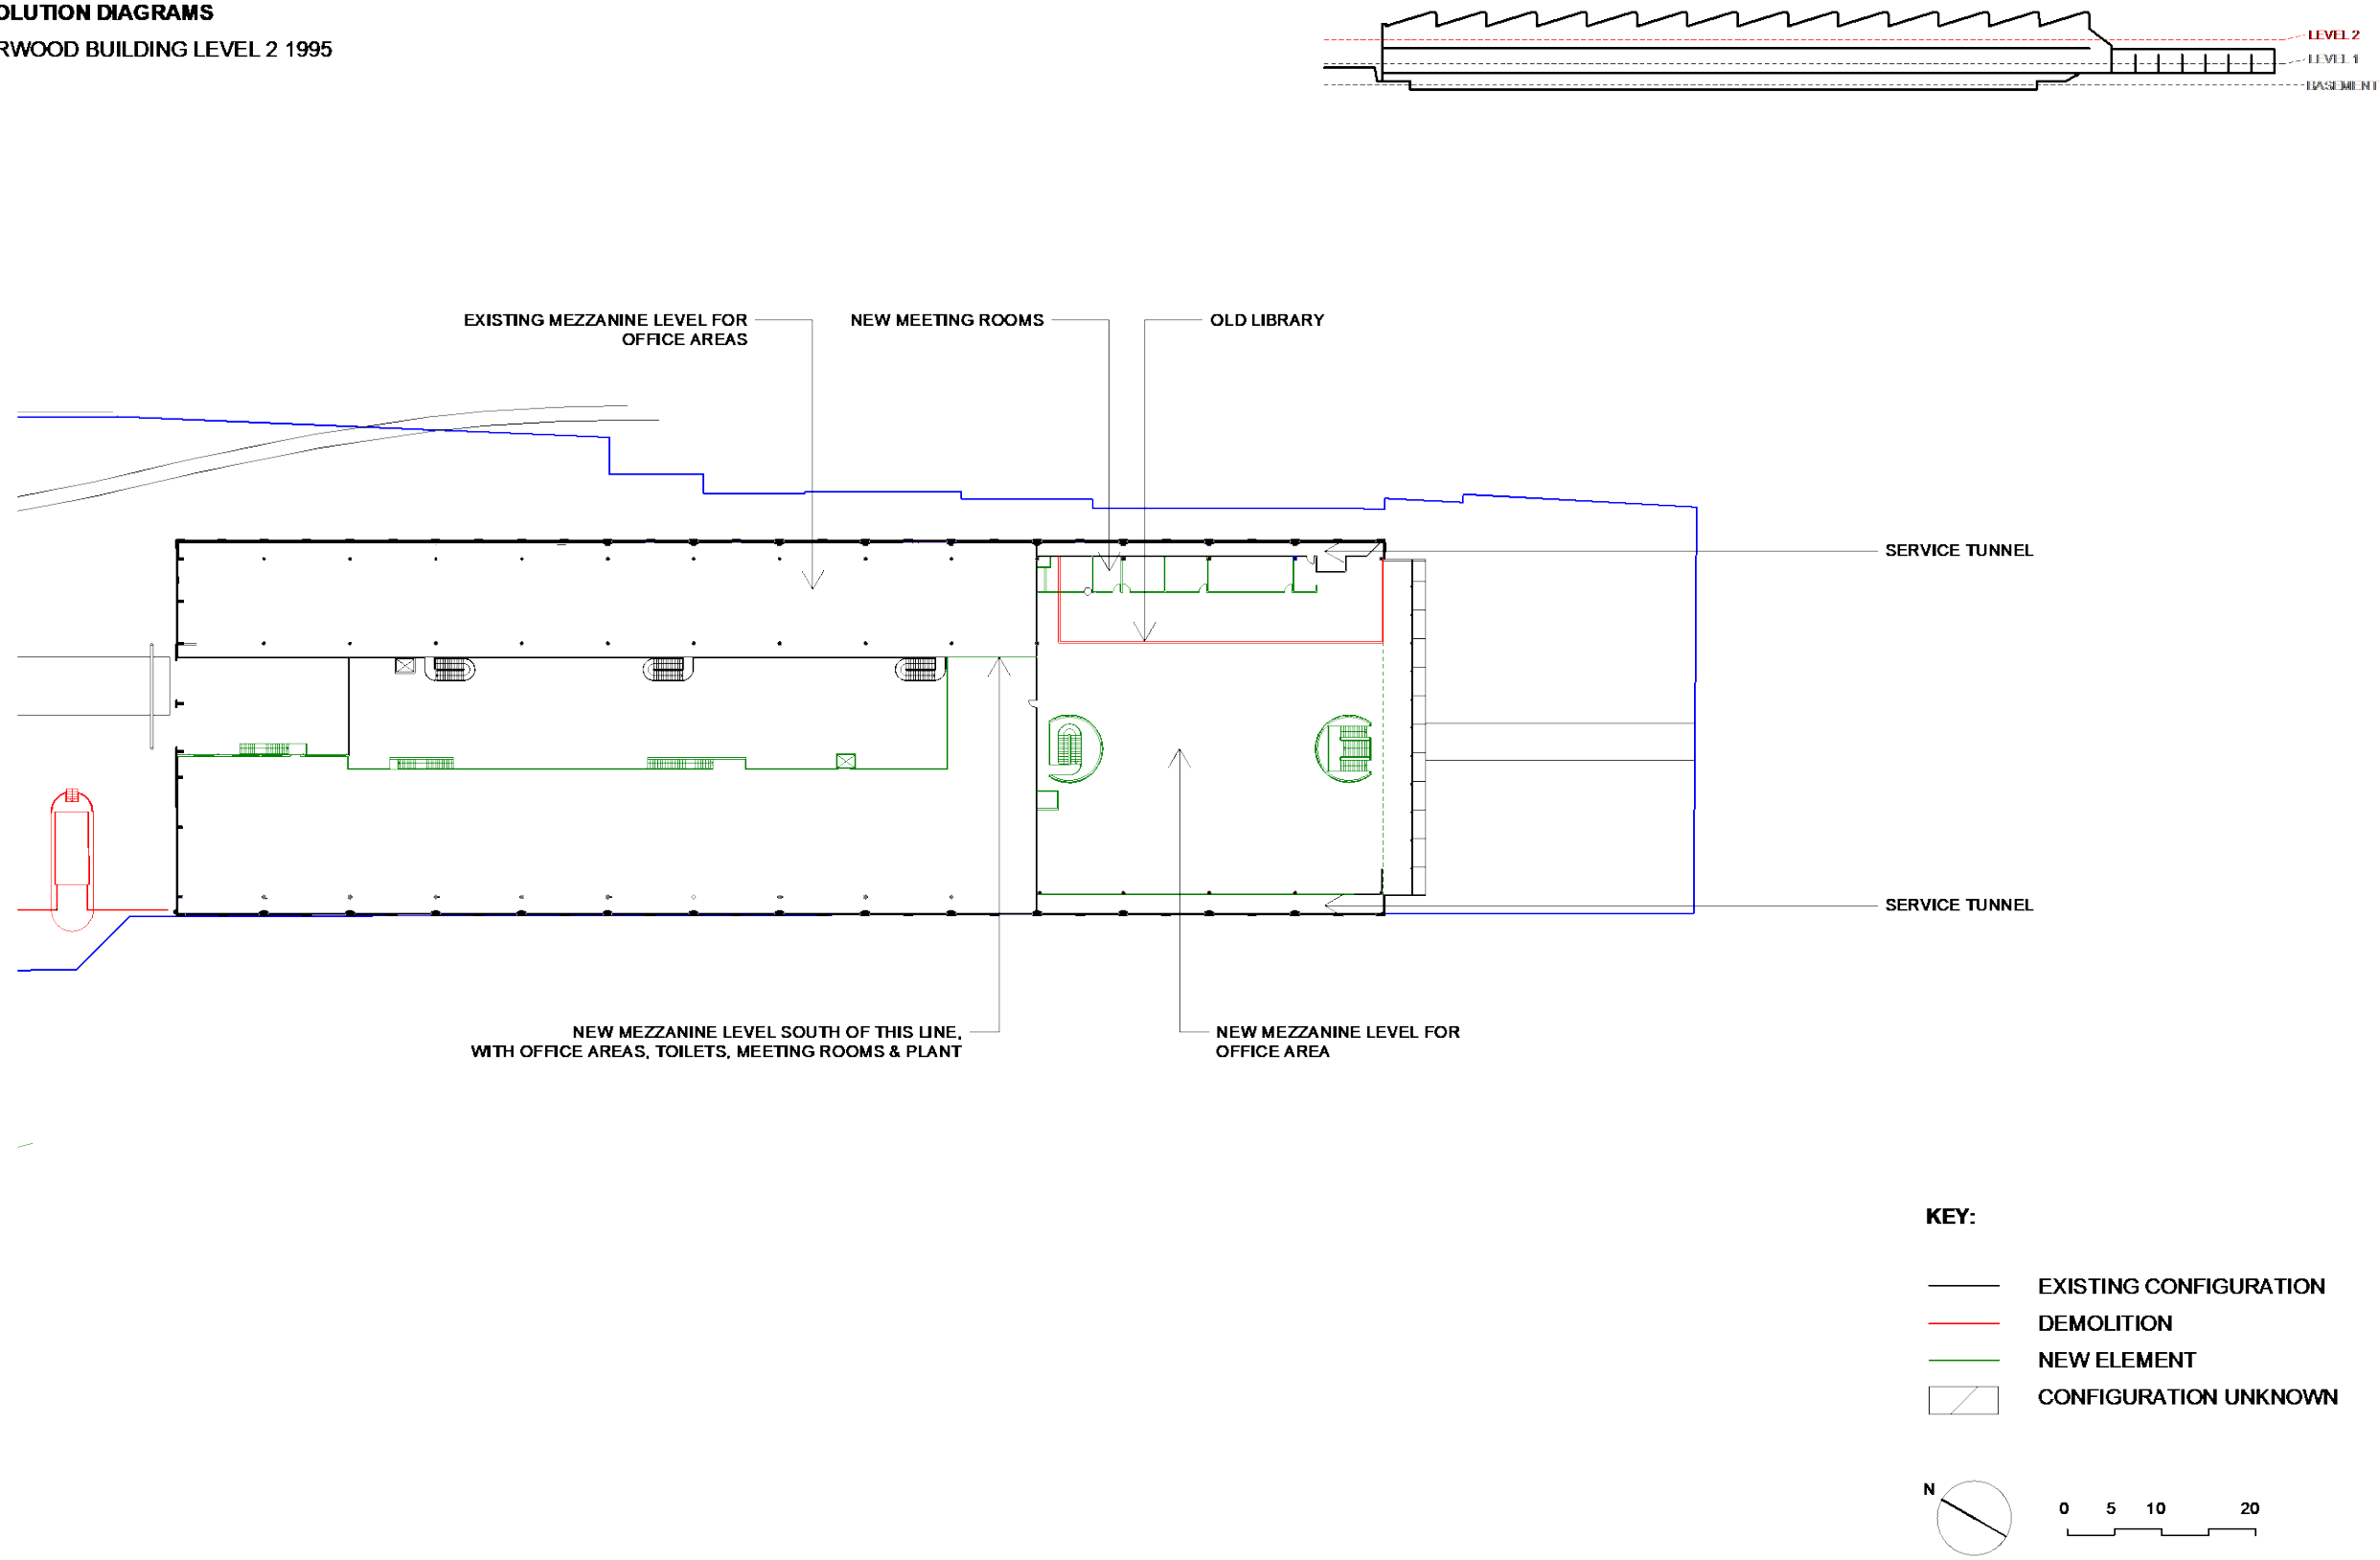 OLUTION DIAGRAMS
RWOOD BUILDING LEVEL 2 1995
LEVEL 2
LEVEL 1
BASEMENT
EXISTING MEZZANINE LEVEL FOR
OFFICE AREAS
NEW MEETING ROOMS
OLD LIBRARY
SERVICE TUNNEL
SERVICE TUNNEL
NEW MEZZANINE LEVEL SOUTH OF THIS LINE,
WITH OFFICE AREAS, TOILETS, MEETING ROOMS & PLANT
NEW MEZZANINE LEVEL FOR
OFFICE AREA
KEY:
EXISTING CONFIGURATION
DEMOLITION
NEW ELEMENT
CONFIGURATION UNKNOWN
N
0 5 10 20